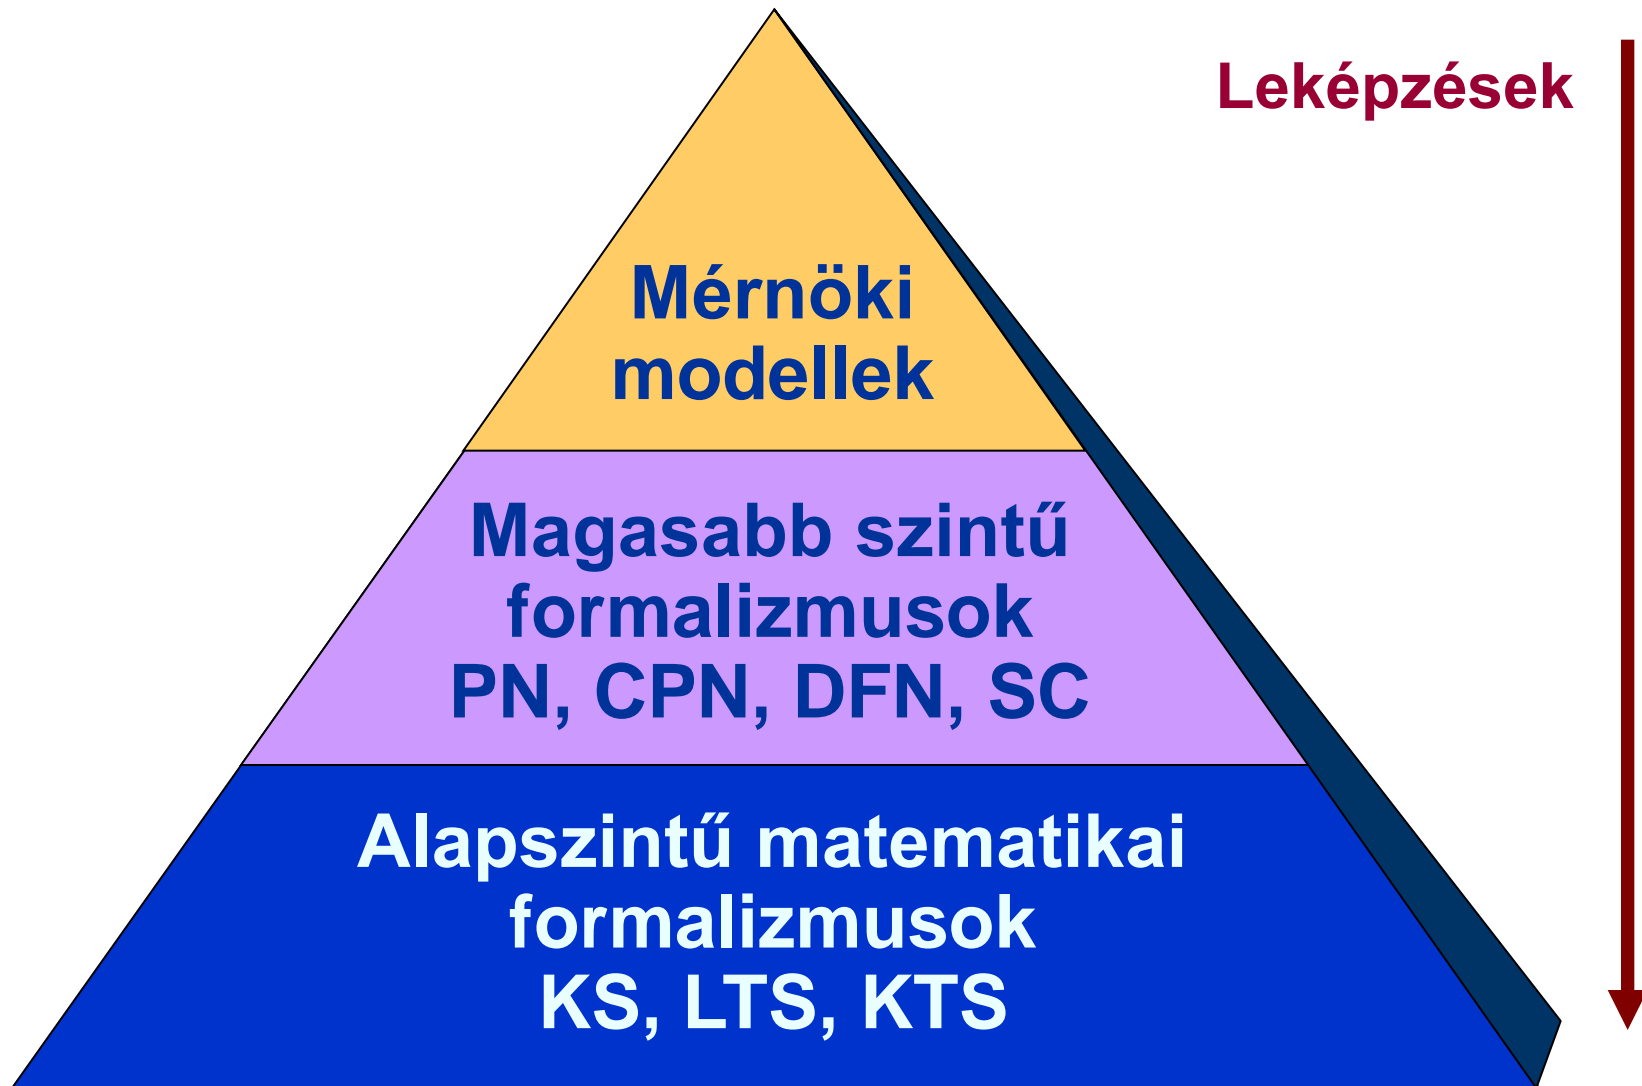 Leképzések
Mérnöki
modellek
Magasabb szintű
formalizmusok
PN, CPN, DFN, SC
Alapszintű matematikai
formalizmusok
KS, LTS, KTS